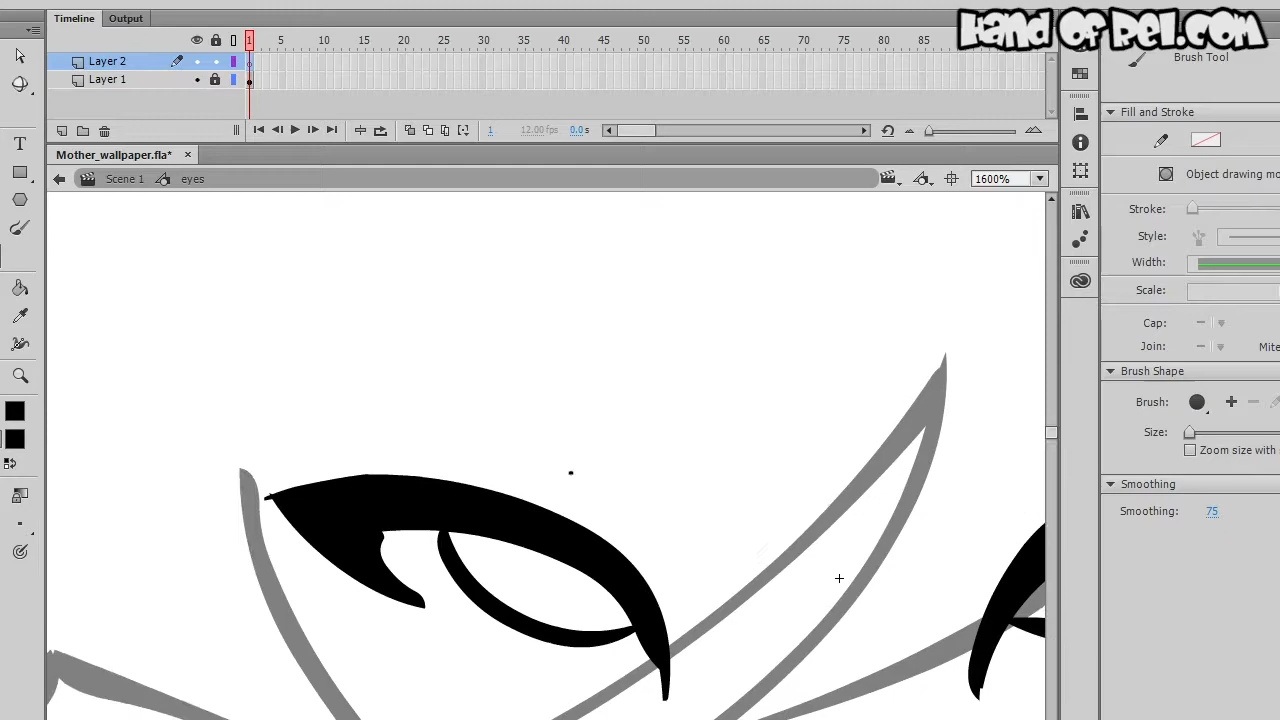 Timeline Output
HAND OF REL.COM
1 5 10 15 20 25 30 35 40 45 50 55 60 65 70 75 80 85
Brush Tool
Layer 2
Layer 1
Fill and Stroke
1 12.00 fps 0.0 s
Mother_wallpaper.fla* ×
Scene 1 eyes 1600%
Object drawing mo
Stroke:
Style:
Width:
Scale:
Cap:
Join: Mite
Brush Shape
Brush:
Size:
Zoom size with s
Smoothing
Smoothing: 75
T